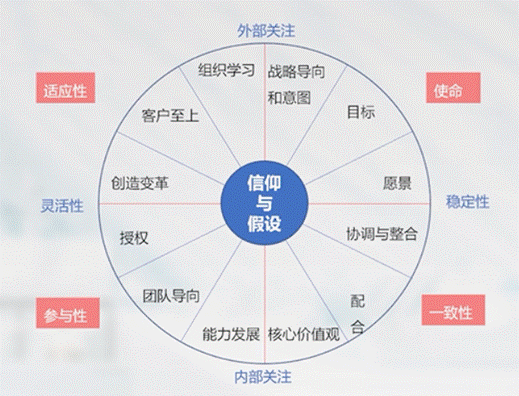 外部关注
组织学习
战略导向
和意图
适应性
使命
客户至上
目标
创造变革
愿景
信仰
与
假设
灵活性
稳定性
授权
协调与整合
团队导向
配
合
参与性
一致性
能力发展
核心价值观
内部关注